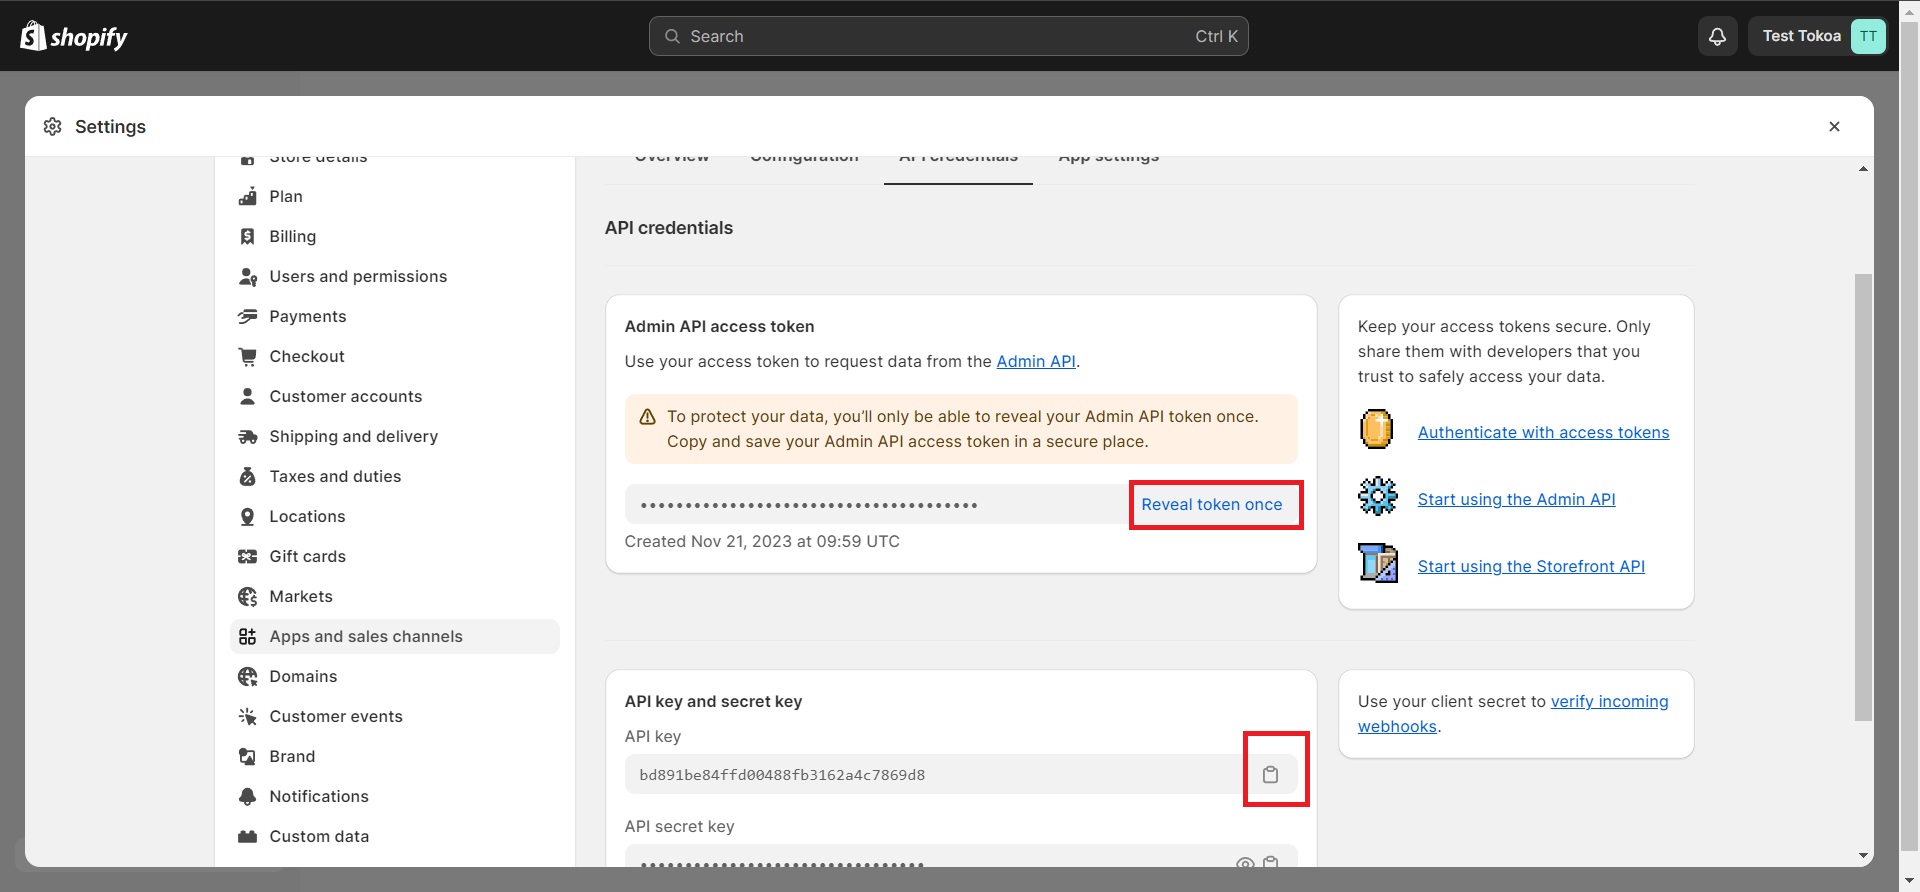 shopify
Search
Ctrl K
Test Tokoa
TT
Settings
Store details
Plan
Billing
Users and permissions
Payments
Checkout
Customer accounts
Shipping and delivery
Taxes and duties
Locations
Gift cards
Markets
Apps and sales channels
Domains
Customer events
Brand
Notifications
Custom data
Overview
Configuration
API credentials
App settings
API credentials
Admin API access token
Use your access token to request data from the Admin API.
To protect your data, you’ll only be able to reveal your Admin API token once.
Copy and save your Admin API access token in a secure place.
••••••••••••••••••••••••••••••••••••••
Reveal token once
Created Nov 21, 2023 at 09:59 UTC
Keep your access tokens secure. Only
share them with developers that you
trust to safely access your data.
Authenticate with access tokens
Start using the Admin API
Start using the Storefront API
API key and secret key
API key
bd891be84ffd00488fb3162a4c7869d8
API secret key
••••••••••••••••••••••••••••••••
Use your client secret to verify incoming
webhooks.